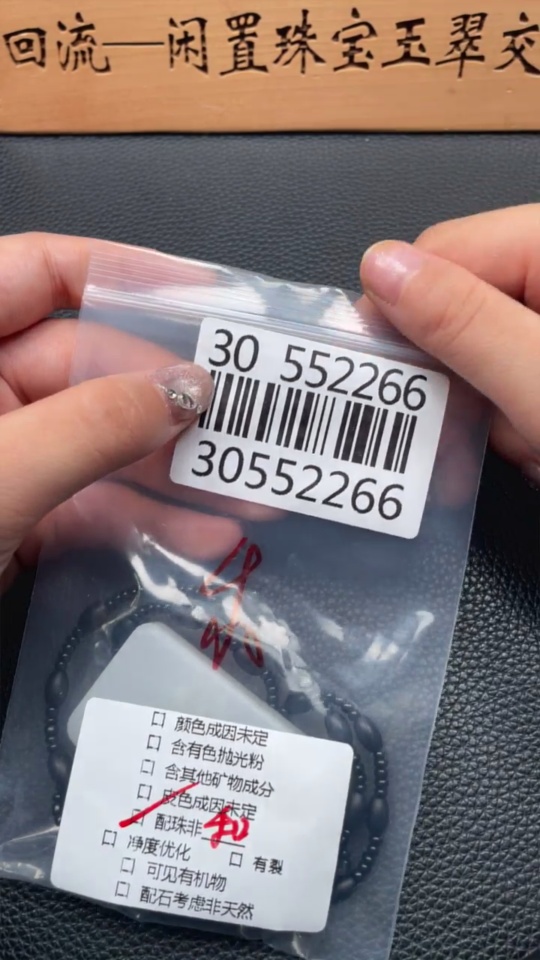 回流—闲置珠宝玉翠交
30 552266
30552266
颜色成因未定
含有色抛光粉
含其他矿物成分
皮色成因未定
配珠非和
净度优化 有裂
可见有机物
配石考虑非天然